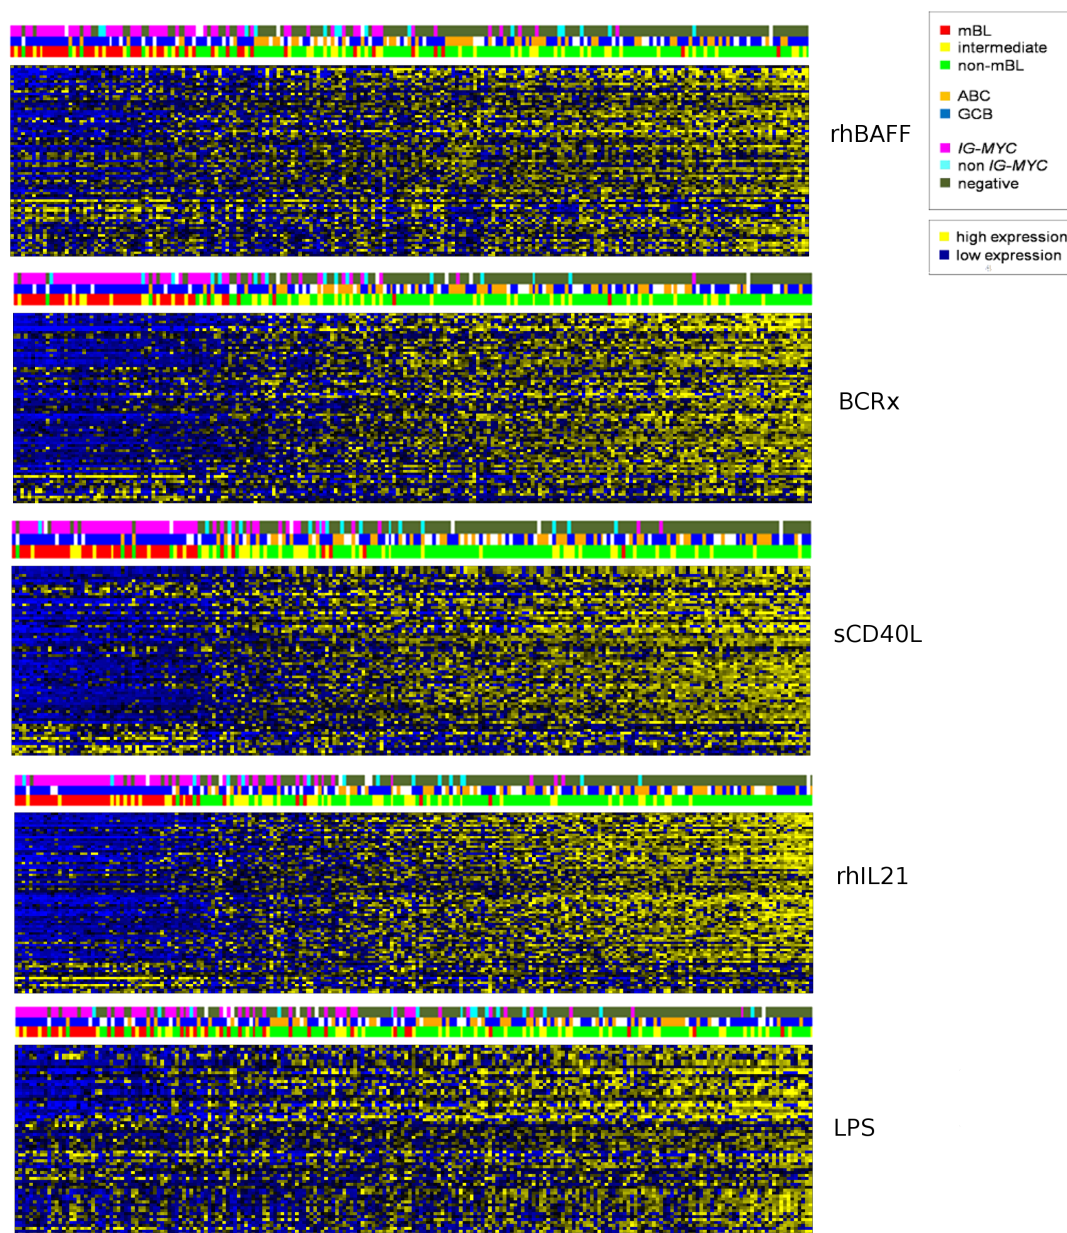 mBL
intermediate
non-mBL
ABC
GCB
IG-MYC
non IG-MYC
negative
high expression
low expression
rhBAFF
BCRx
sCD40L
rhIL21
LPS